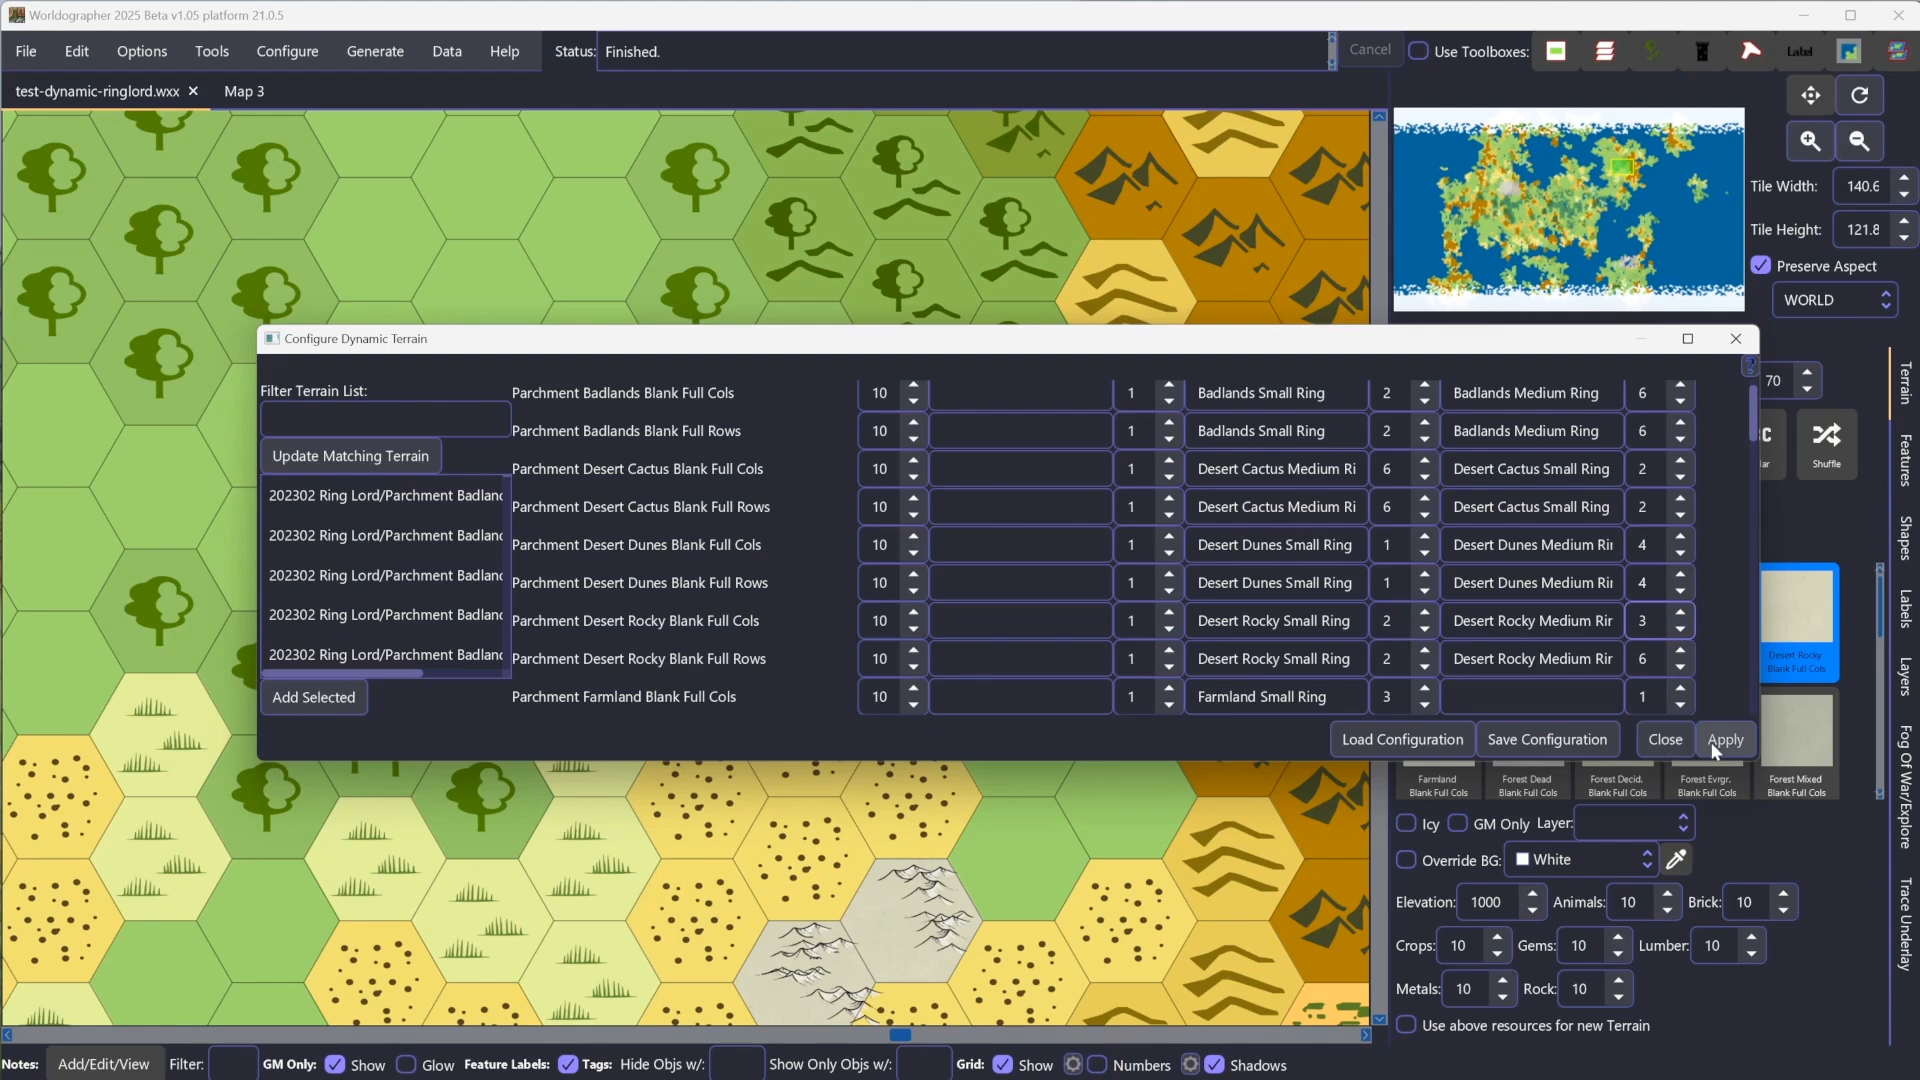 Worldographer 2025 Beta v1.05 platform 21.0.5
File Edit Options Tools Configure Generate Data Help Status: Finished. Cancel Use Toolboxes: Label
test-dynamic-ringlord.wxx × Map 3
Tile Width: 140.6
Tile Height: 121.8
Preserve Aspect
WORLD
Configure Dynamic Terrain
?
Filter Terrain List:
Update Matching Terrain
202302 Ring Lord/Parchment Badlan
202302 Ring Lord/Parchment Badlan
202302 Ring Lord/Parchment Badlan
202302 Ring Lord/Parchment Badlan
202302 Ring Lord/Parchment Badlan
Add Selected
Parchment Badlands Blank Full Cols 10 1 Badlands Small Ring 2 Badlands Medium Ring 6
Parchment Badlands Blank Full Rows 10 1 Badlands Small Ring 2 Badlands Medium Ring 6
Parchment Desert Cactus Blank Full Cols 10 1 Desert Cactus Medium Ri 6 Desert Cactus Small Ring 2
Parchment Desert Cactus Blank Full Rows 10 1 Desert Cactus Medium Ri 6 Desert Cactus Small Ring 2
Parchment Desert Dunes Blank Full Cols 10 1 Desert Dunes Small Ring 1 Desert Dunes Medium Rir 4
Parchment Desert Dunes Blank Full Rows 10 1 Desert Dunes Small Ring 1 Desert Dunes Medium Rir 4
Parchment Desert Rocky Blank Full Cols 10 1 Desert Rocky Small Ring 2 Desert Rocky Medium Rir 3
Parchment Desert Rocky Blank Full Rows 10 1 Desert Rocky Small Ring 2 Desert Rocky Medium Rir 6
Parchment Farmland Blank Full Cols 10 1 Farmland Small Ring 3 1
Load Configuration Save Configuration Close Apply
70
Shuffle
Desert Rocky
Blank Full Cols
Farmland
Blank Full Cols
Forest Dead
Blank Full Cols
Forest Decid.
Blank Full Cols
Forest Evrgr.
Blank Full Cols
Forest Mixed
Blank Full Cols
Icy GM Only Layer:
Override BG: White
Elevation: 1000 Animals: 10 Brick: 10
Crops: 10 Gems: 10 Lumber: 10
Metals: 10 Rock: 10
Use above resources for new Terrain
Terrain
Features
Shapes
Labels
Layers
Fog Of War/Explore
Trace Underlay
Notes: Add/Edit/View Filter: GM Only: Show Glow Feature Labels: Tags: Hide Objs w/: Show Only Objs w/: Grid: Show Numbers Shadows